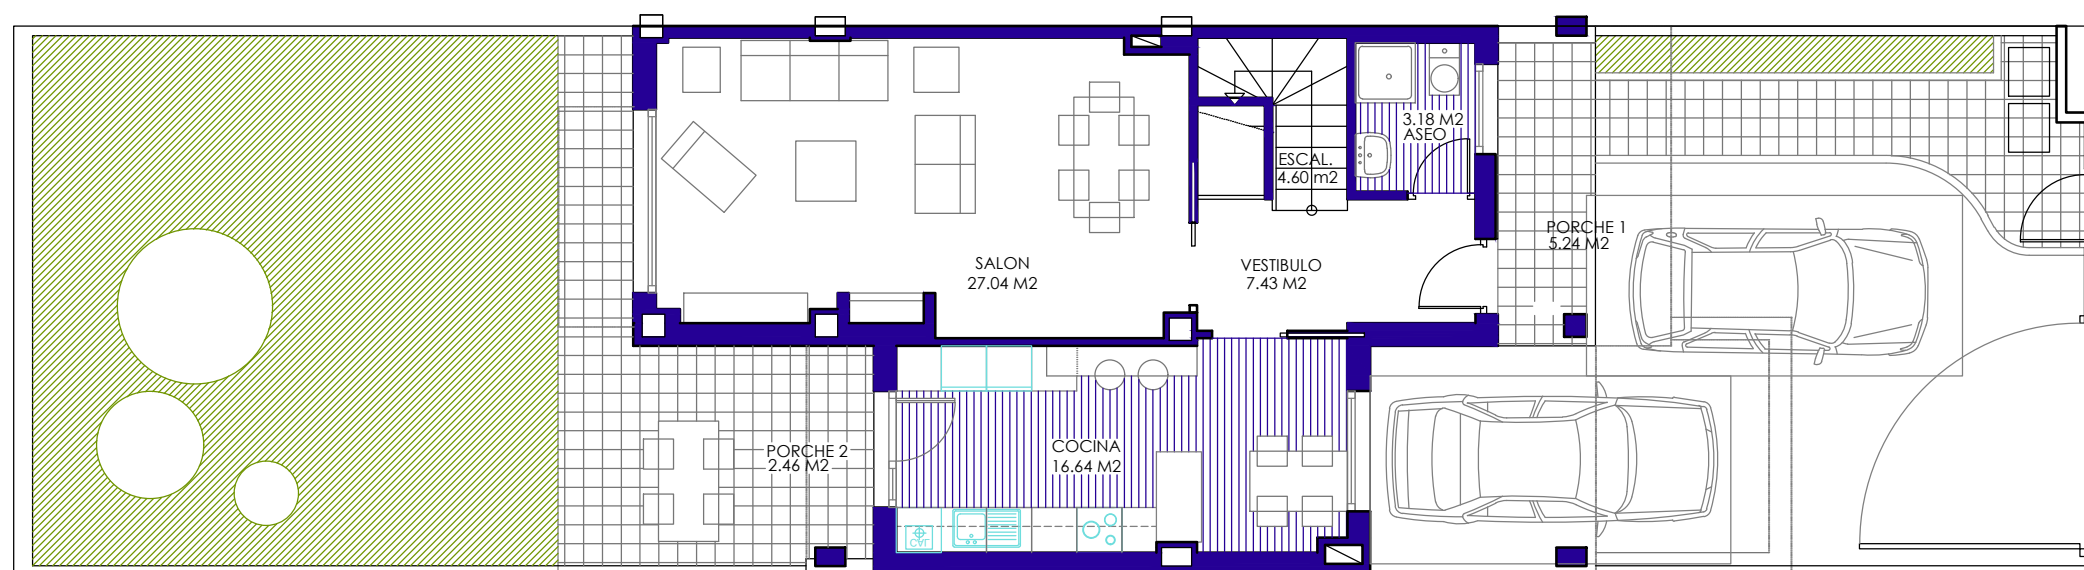 3.18 M2
ASEO
ESCAL.
4.60 m2
PORCHE 1
5.24 M2
SALON
27.04 M2
VESTIBULO
7.43 M2
PORCHE 2
2.46 M2
COCINA
16.64 M2
CAL